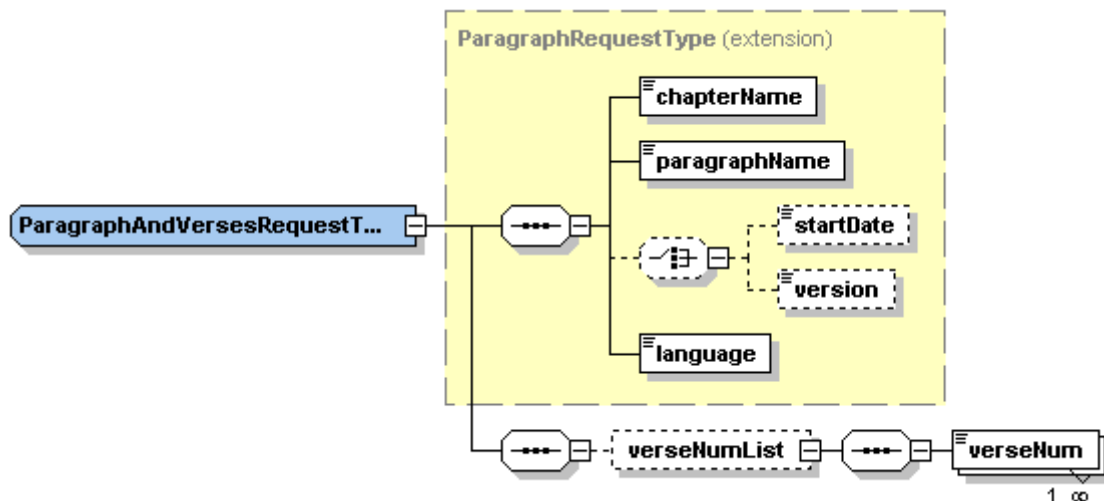 ParagraphRequestType (extension)
chapterName
paragraphName
ParagraphAndVersesRequestT...
startDate
version
language
verseNumList
verseNum
1..∞